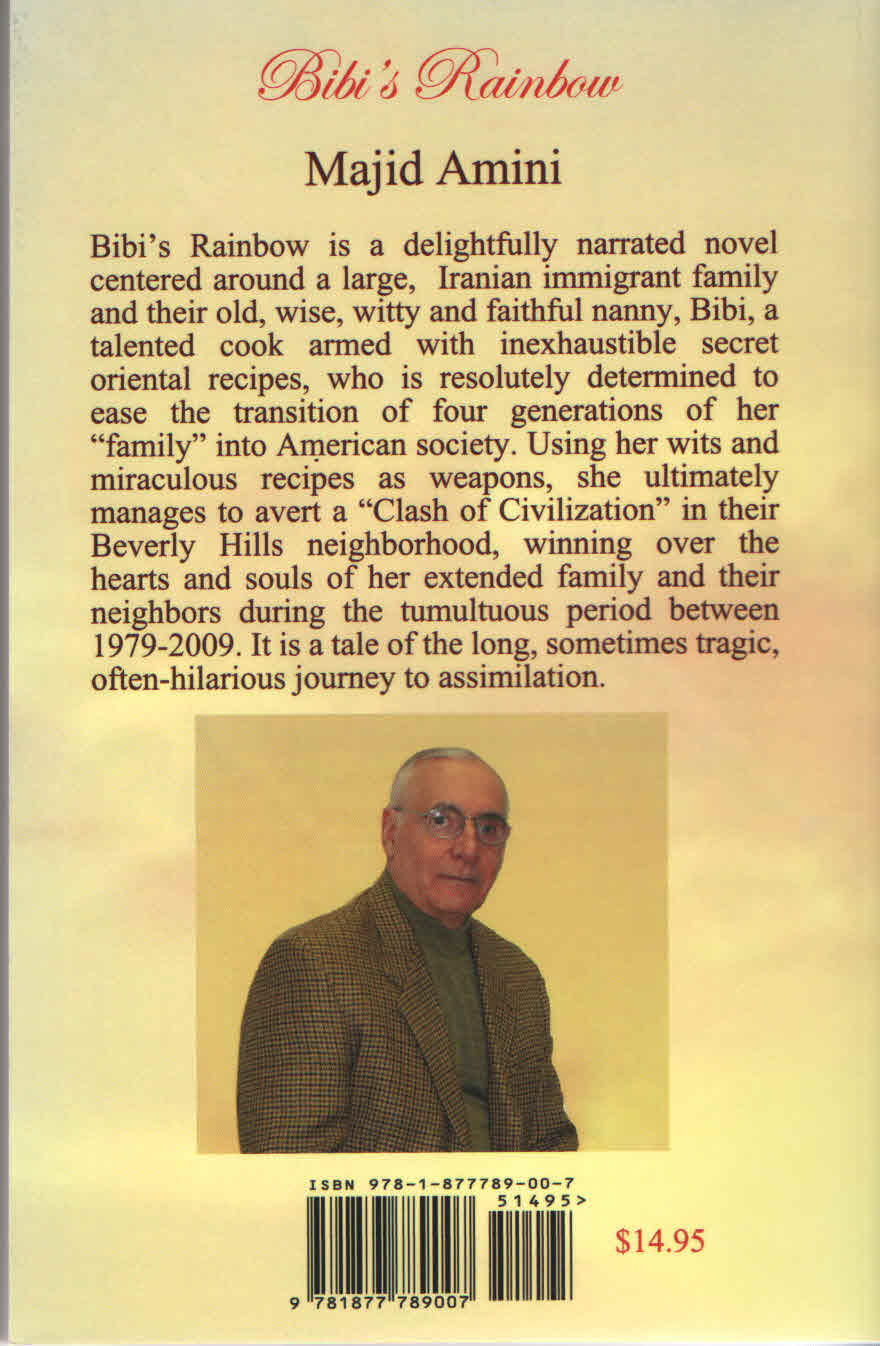 Bibi's Rainbow
Majid Amini
Bibi's Rainbow is a delightfully narrated novel
centered around a large, Iranian immigrant family
and their old, wise, witty and faithful nanny, Bibi, a
talented cook armed with inexhaustible secret
oriental recipes, who is resolutely determined to
ease the transition of four generations of her
“family” into American society. Using her wits and
miraculous recipes as weapons, she ultimately
manages to avert a “Clash of Civilization” in their
Beverly Hills neighborhood, winning over the
hearts and souls of her extended family and their
neighbors during the tumultuous period between
1979-2009. It is a tale of the long, sometimes tragic,
often-hilarious journey to assimilation.
ISBN 978-1-877789-00-7
51495>
$14.95
9 781877 789007